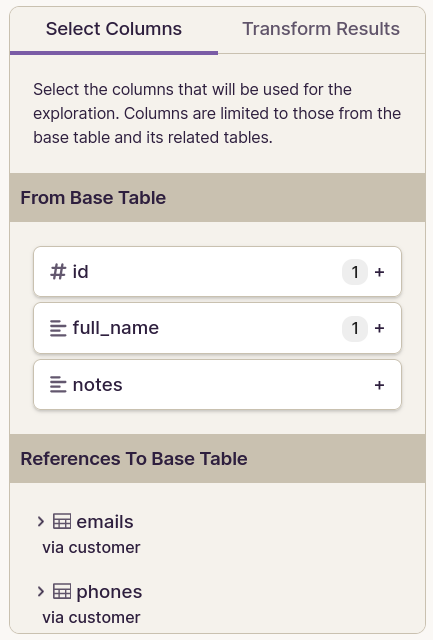 Select Columns
Transform Results
Select the columns that will be used for the
exploration. Columns are limited to those from the
base table and its related tables.
From Base Table
# id 1 +
full_name 1 +
notes +
References To Base Table
emails
via customer
phones
via customer